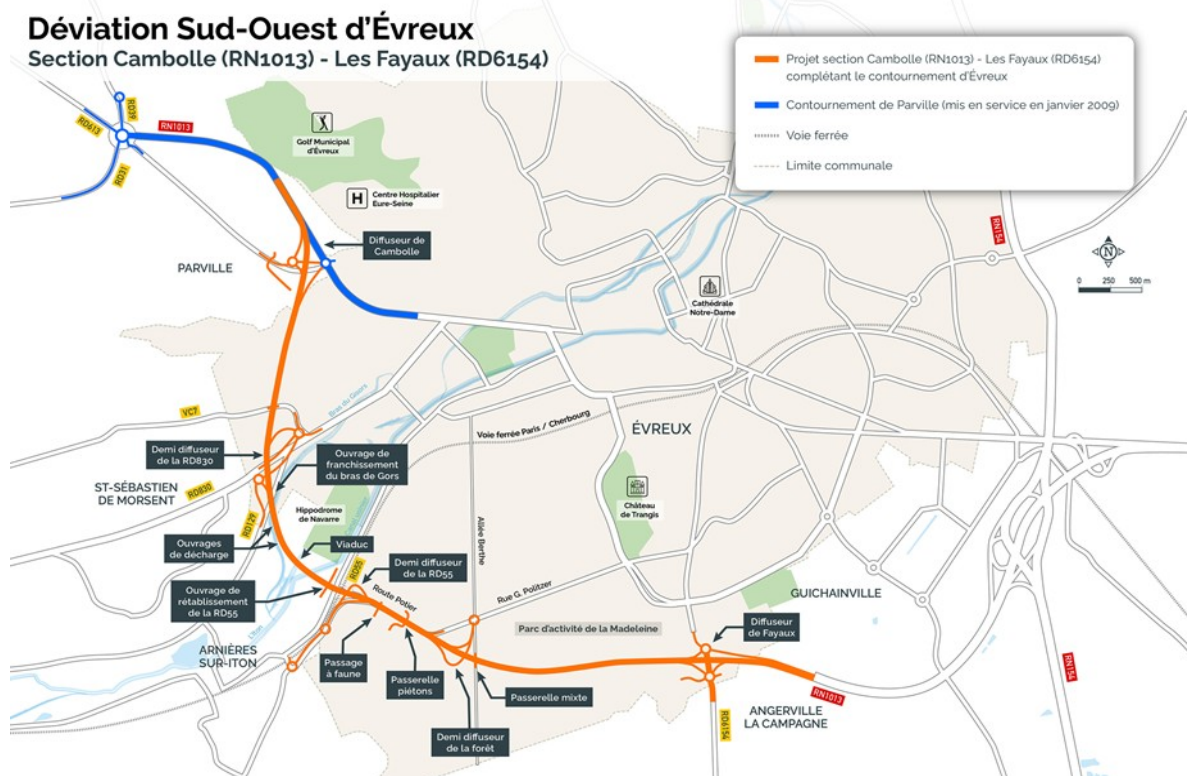 Déviation Sud-Ouest d'Évreux
Section Cambolle (RN1013) - Les Fayaux (RD6154)
Projet section Cambolle (RN1013) - Les Fayaux (RD6154)
complétant le contournement d'Évreux
Contournement de Parville (mis en service en janvier 2009)
Voie ferrée
Limite communale
RD39
RD613
RN1013
RD31
Golf Municipal
d'Évreux
H
Centre Hospitalier
Eure-Seine
Diffuseur de
Cambolle
PARVILLE
RN154
N
0 250 500 m
Cathédrale
Notre-Dame
Bras du Gors
VC7
Voie ferrée Paris / Cherbourg
ÉVREUX
Demi diffuseur
de la RD830
Ouvrage de
franchissement
du bras de Gors
ST-SÉBASTIEN
DE MORSENT
RD830
RD129
Hippodrome
de Navarre
Château
de Trangis
Allée Berthe
Ouvrages
de décharge
Viaduc
RD55
Demi diffuseur
de la RD55
Ouvrage de
rétablissement
de la RD55
Route Potier
Rue G. Politzer
GUICHAINVILLE
L'Iton
Parc d'activité de la Madeleine
Diffuseur
de Fayaux
ARNIÈRES
SUR-ITON
Passage
à faune
Passerelle
piétons
Passerelle mixte
RN1013
RN154
Demi diffuseur
de la forêt
RD6154
ANGERVILLE
LA CAMPAGNE